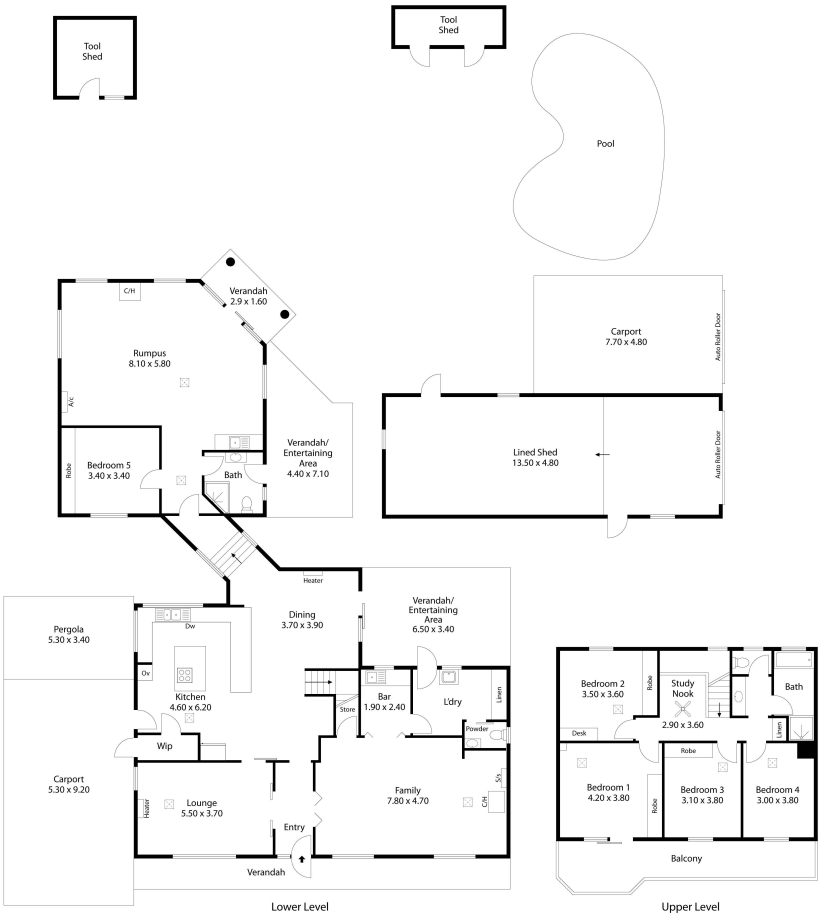 Tool
Shed
Tool
Shed
Pool
Verandah
2.9 x 1.60
C/H
Rumpus
8.10 x 5.80
A/c
Carport
7.70 x 4.80
Auto Roller Door
Robe
Bedroom 5
3.40 x 3.40
Bath
Verandah/
Entertaining
Area
4.40 x 7.10
Lined Shed
13.50 x 4.80
Auto Roller Door
Heater
Dining
3.70 x 3.90
Verandah/
Entertaining
Area
6.50 x 3.40
Pergola
5.30 x 3.40
Dw
Ov
Kitchen
4.60 x 6.20
Wip
Store
Bar
1.90 x 2.40
L'dry
Linen
Powder
Carport
5.30 x 9.20
Heater
Lounge
5.50 x 3.70
Entry
Family
7.80 x 4.70
S/s
C/H
Verandah
Lower Level
Bedroom 2
3.50 x 3.60
Robe
Desk
Study
Nook
2.90 x 3.60
Bath
Linen
Bedroom 1
4.20 x 3.80
Robe
Robe
Bedroom 3
3.10 x 3.80
Bedroom 4
3.00 x 3.80
Balcony
Upper Level